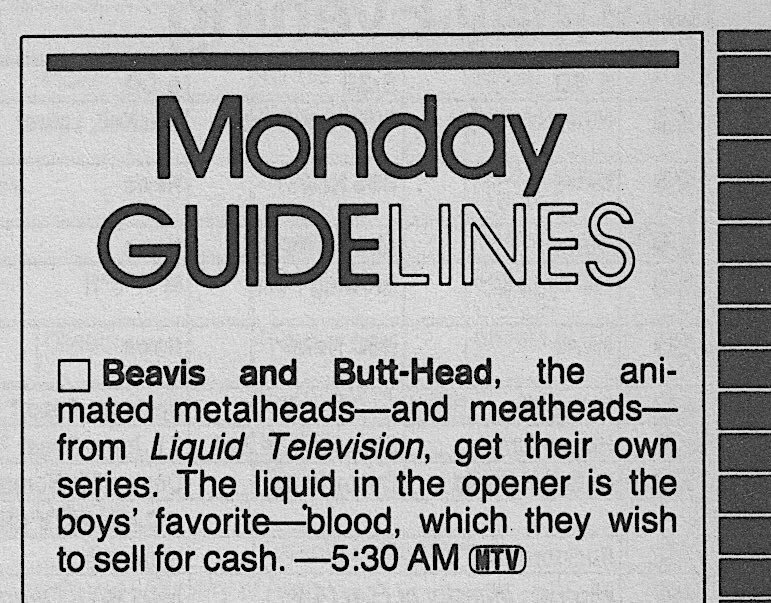 Monday
GUIDELINES
Beavis and Butt-Head, the ani-
mated metalheads—and meatheads—
from Liquid Television, get their own
series. The liquid in the opener is the
boys’ favorite—blood, which they wish
to sell for cash. —5:30 AM MTV